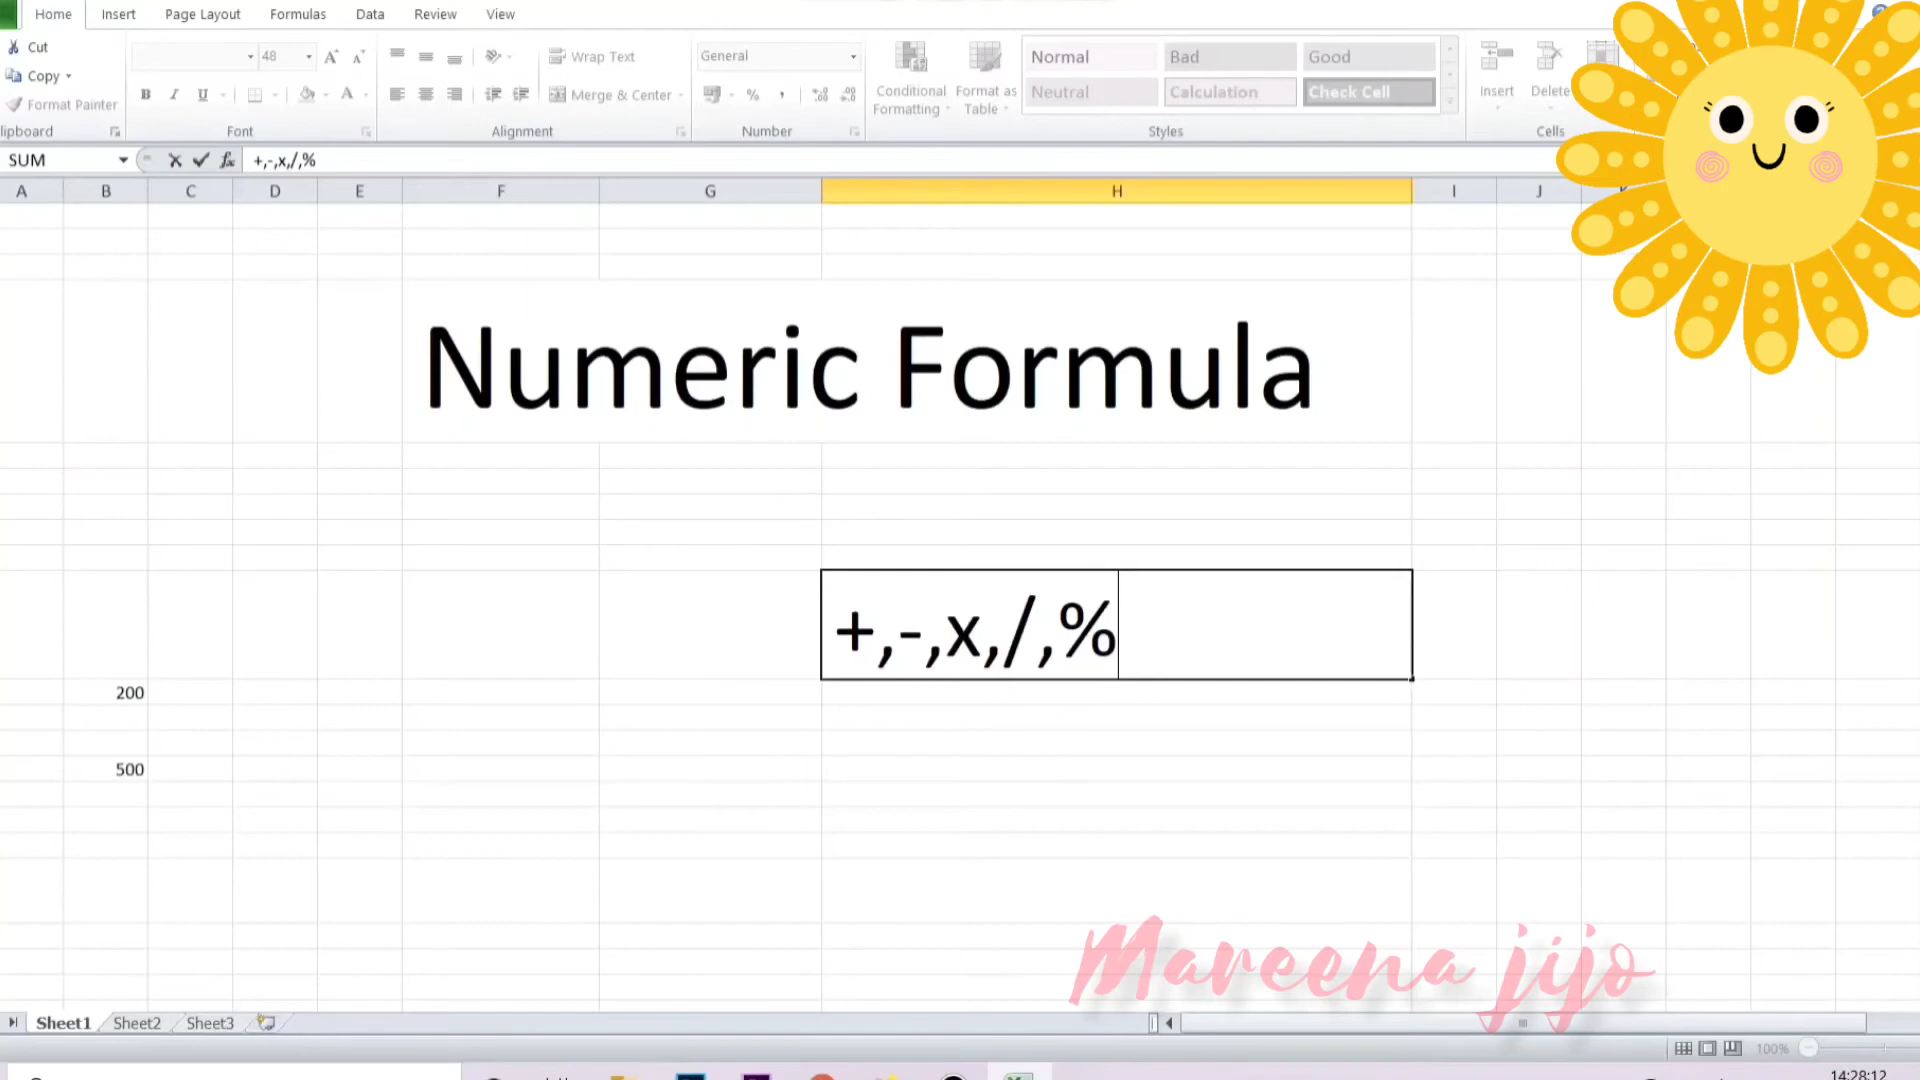 Home Insert Page Layout Formulas Data Review View
Cut
Copy
Format Painter
lipboard
48
B I U A
Font
Wrap Text
Merge & Center
Alignment
General
%
Number
Conditional Formatting
Format as Table
Normal Bad Good
Neutral Calculation Check Cell
Styles
Insert Delete
Cells
SUM fx +,-,x,/,%
A B C D E F G H I J
Numeric Formula
+,-,x,/,%
200
500
Mareena jijo
Sheet1 Sheet2 Sheet3
100%
14:28:12